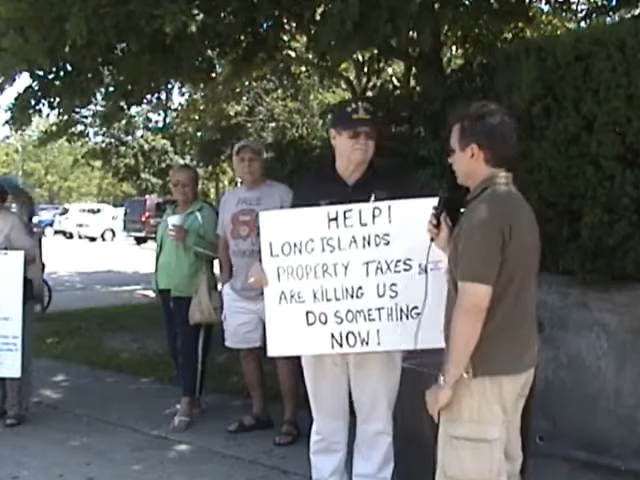 HELP!
LONG ISLANDS
PROPERTY TAXES
ARE KILLING US
DO SOMETHING
NOW!